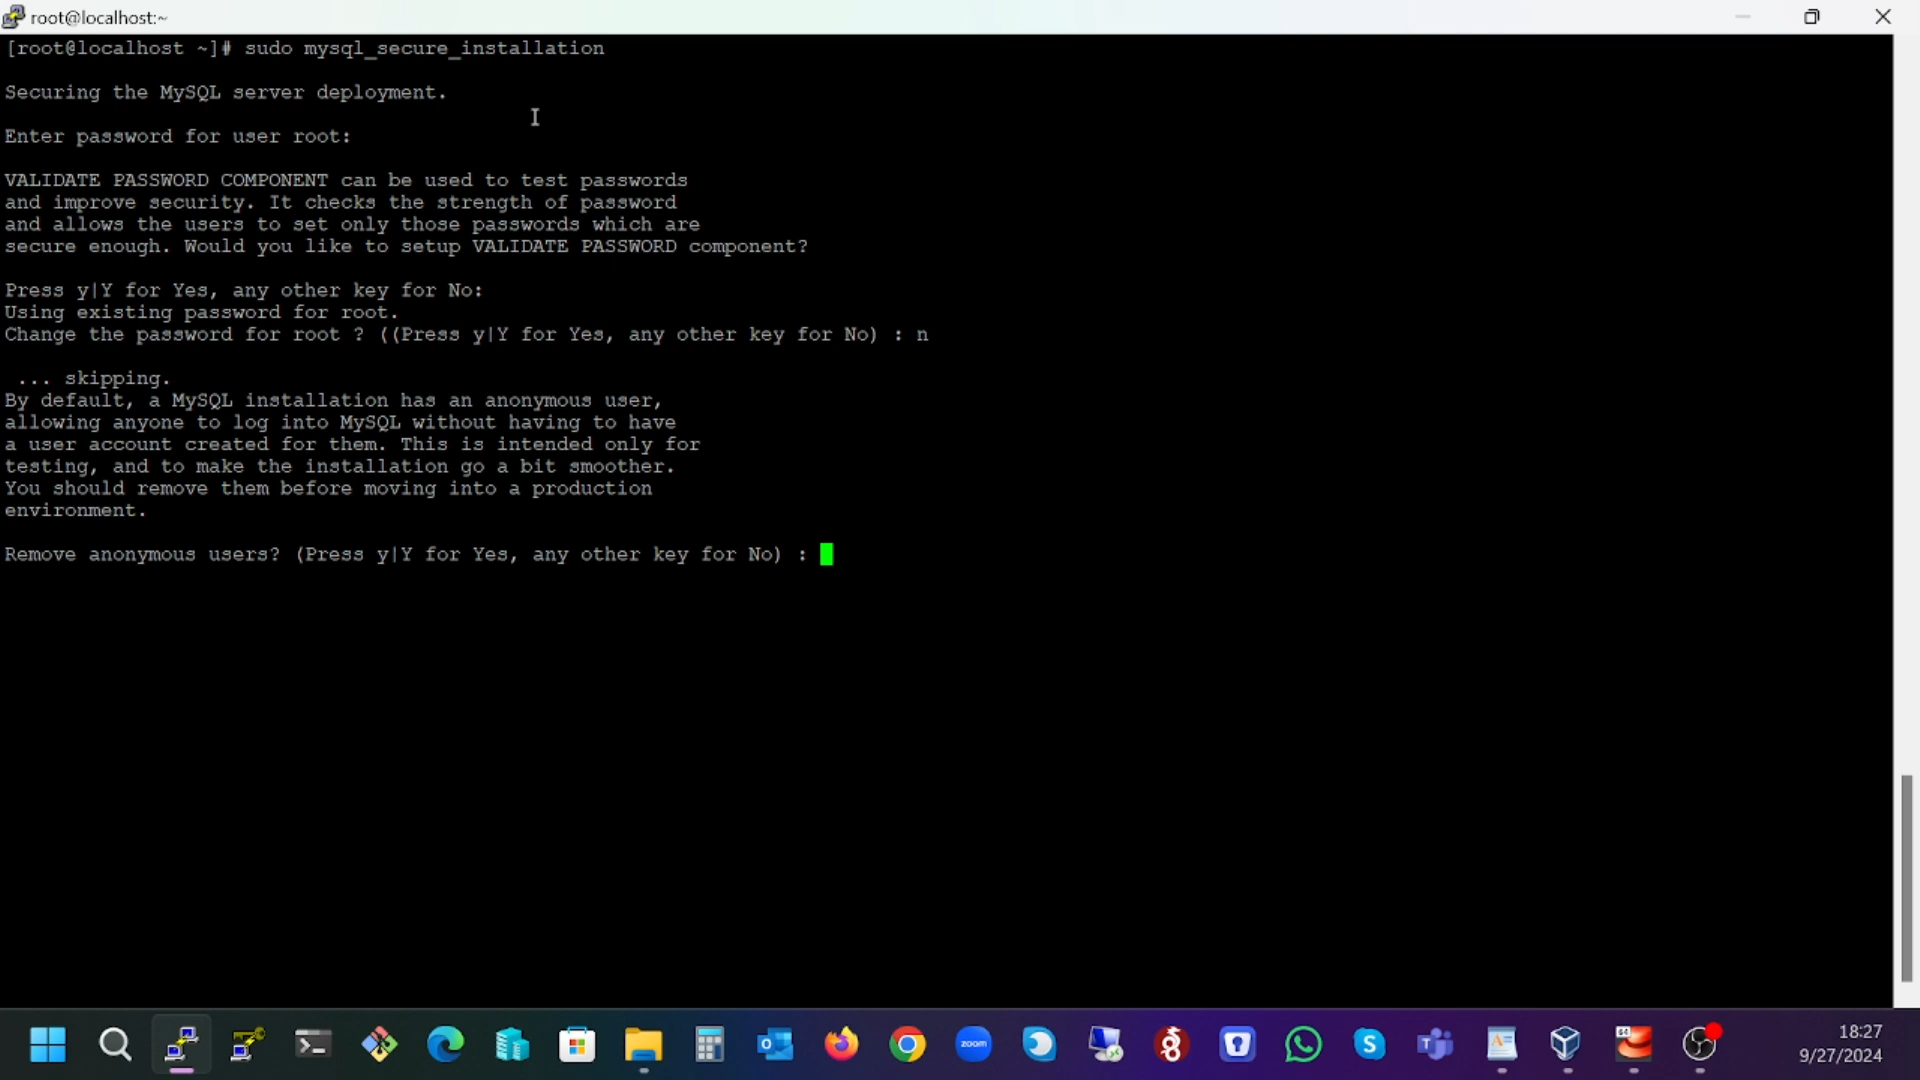 root@localhost:~
[root@localhost ~]# sudo mysql_secure_installation
Securing the MySQL server deployment.
Enter password for user root:
VALIDATE PASSWORD COMPONENT can be used to test passwords
and improve security. It checks the strength of password
and allows the users to set only those passwords which are
secure enough. Would you like to setup VALIDATE PASSWORD component?
Press y|Y for Yes, any other key for No:
Using existing password for root.
Change the password for root ? ((Press y|Y for Yes, any other key for No) : n
... skipping.
By default, a MySQL installation has an anonymous user,
allowing anyone to log into MySQL without having to have
a user account created for them. This is intended only for
testing, and to make the installation go a bit smoother.
You should remove them before moving into a production
environment.
Remove anonymous users? (Press y|Y for Yes, any other key for No) :
zoom
64
18:27
9/27/2024